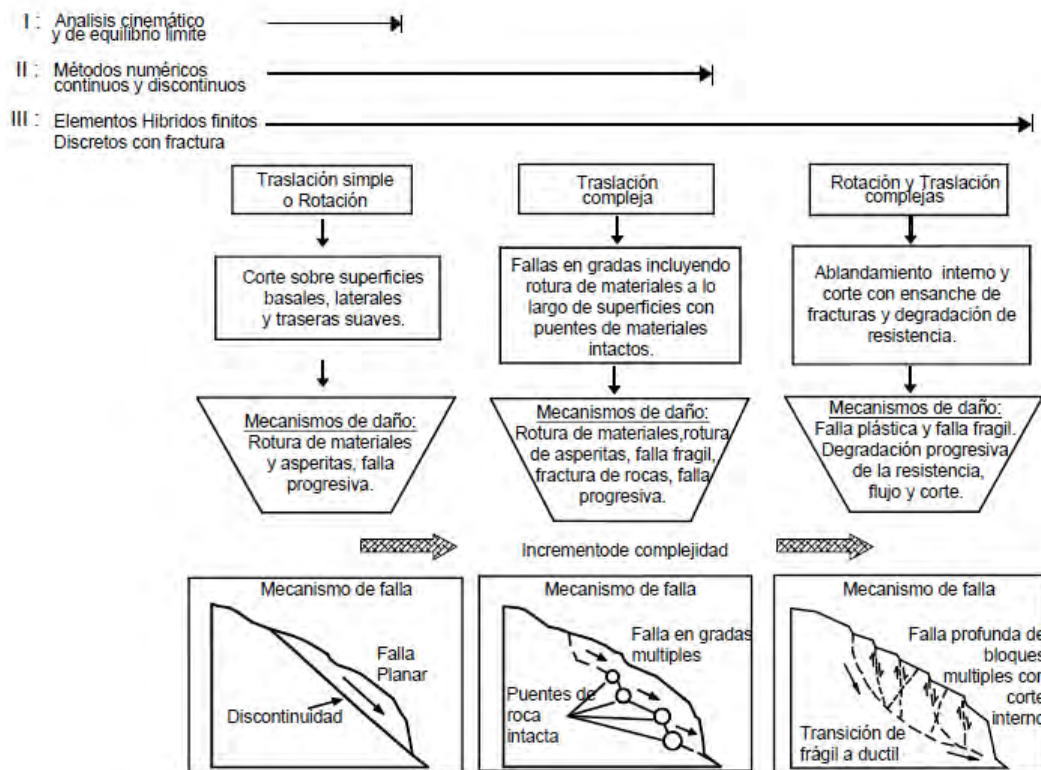 I : Analisis cinemático
y de equilibrio limite
II : Métodos numéricos
continuos y discontinuos
III : Elementos Hibridos finitos
Discretos con fractura
Traslación simple
o Rotación
Traslación
compleja
Rotación y Traslación
complejas
Corte sobre superficies
basales, laterales
y traseras suaves.
Fallas en gradas incluyendo
rotura de materiales a lo
largo de superficies con
puentes de materiales
intactos.
Ablandamiento interno y
corte con ensanche de
fracturas y degradación de
resistencia.
Mecanismos de daño:
Rotura de materiales
y asperitas, falla
progresiva.
Mecanismos de daño:
Rotura de materiales,rotura
de asperitas, falla fragil,
fractura de rocas, falla
progresiva.
Mecanismos de daño:
Falla plástica y falla fragil.
Degradación progresiva
de la resistencia,
flujo y corte.
Incrementode complejidad
Mecanismo de falla
Falla
Planar
Discontinuidad
Mecanismo de falla
Falla en gradas
multiples
Puentes de
roca
intacta
Mecanismo de falla
Falla profunda de
bloques
multiples con
corte
interno
Transición de
frágil a ductil